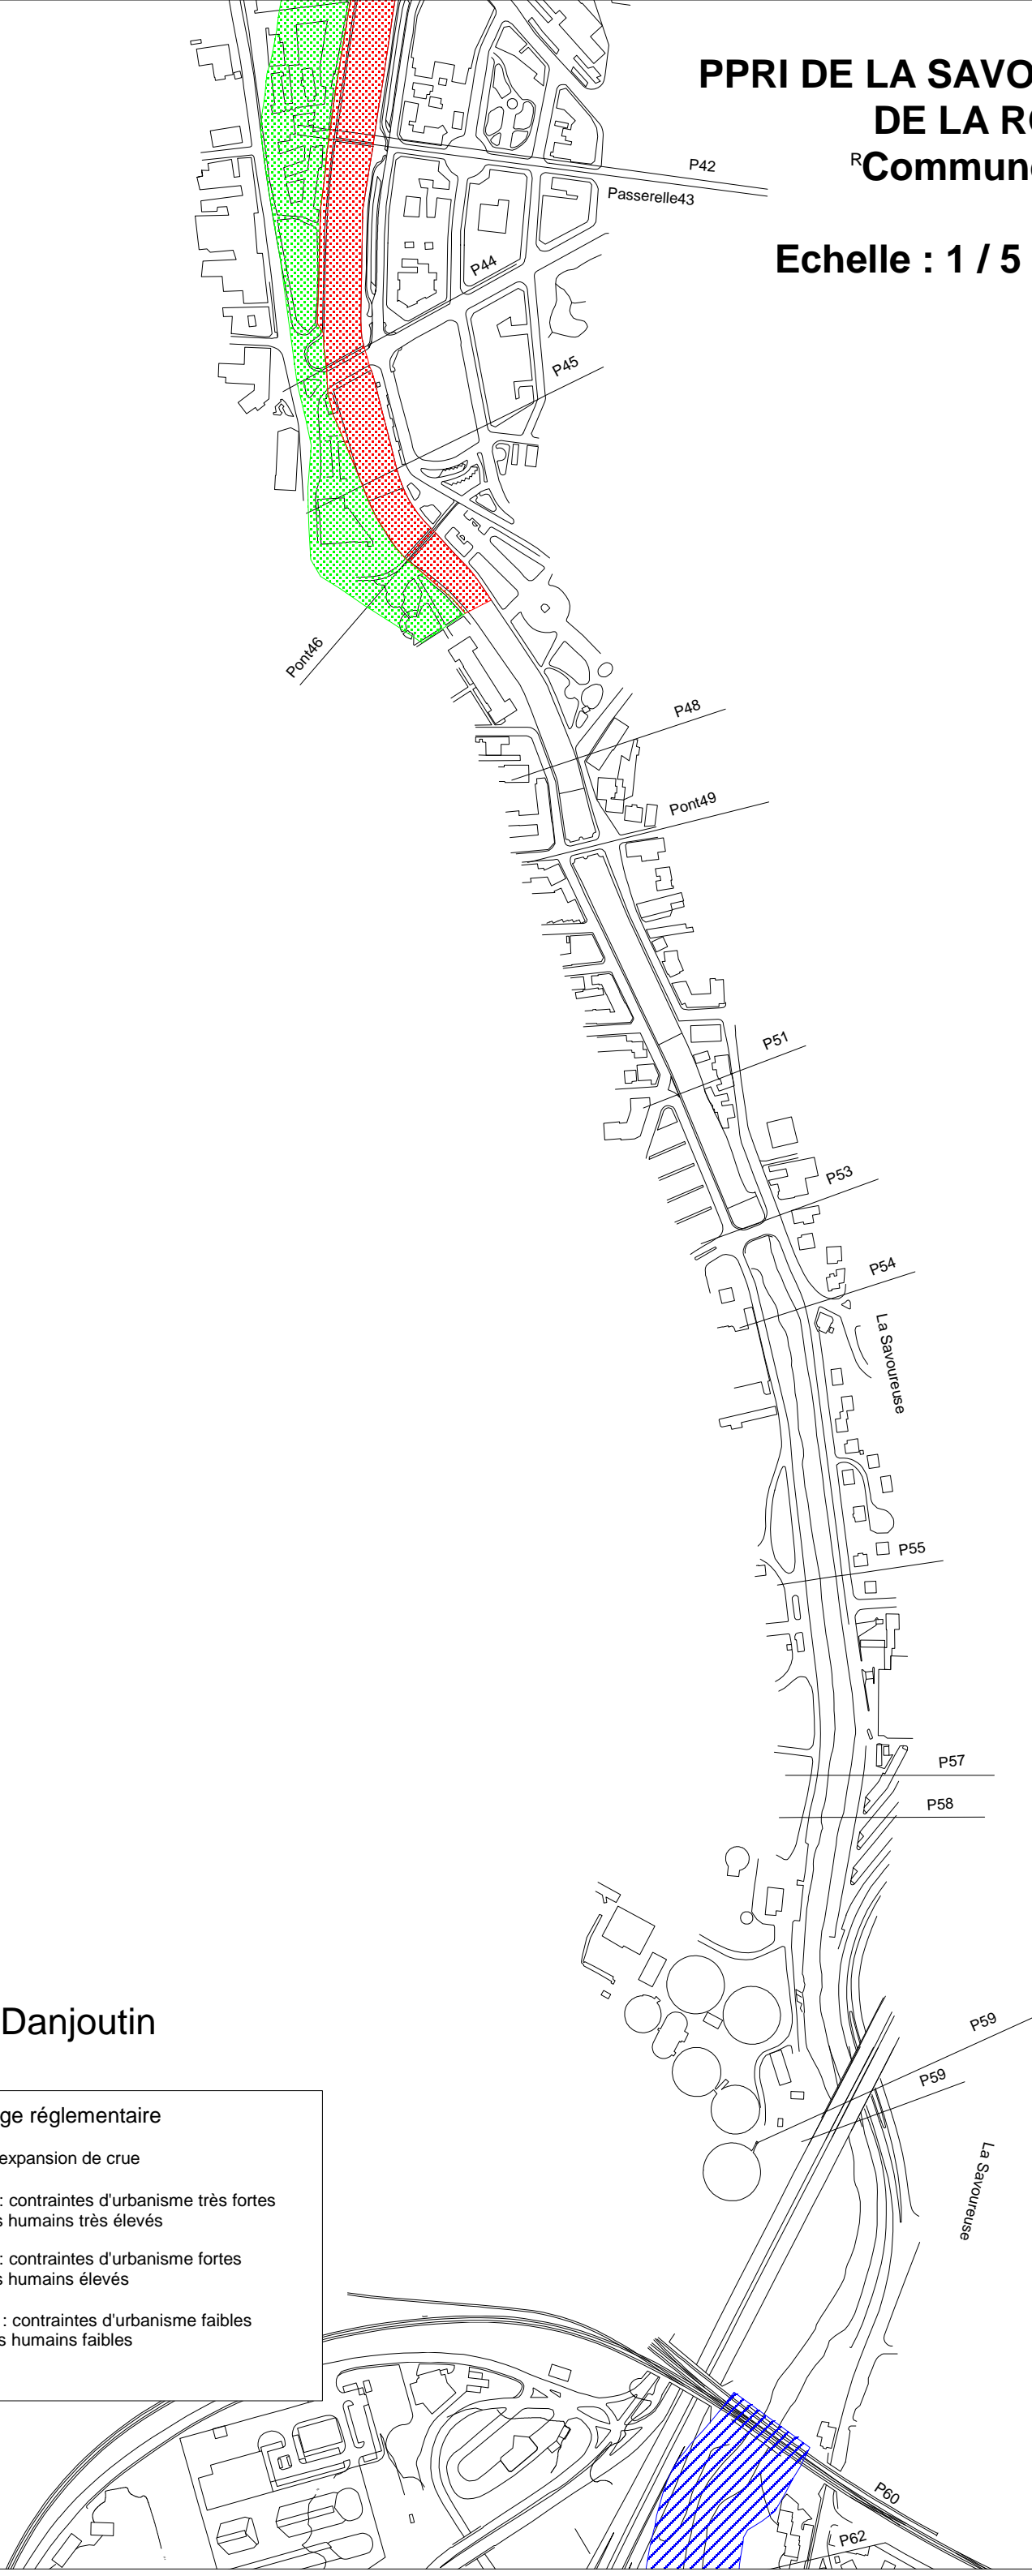 PPRI DE LA SAVO
DE LA R
RCommun
Echelle : 1 / 5
P42
Passerelle43
P44
P45
Pont46
P48
Pont49
P51
P53
P54
La Savoureuse
P55
P57
P58
P59
P59
La Savoureuse
Danjoutin
ge réglementaire
expansion de crue
: contraintes d'urbanisme très fortes
s humains très élevés
: contraintes d'urbanisme fortes
s humains élevés
: contraintes d'urbanisme faibles
s humains faibles
P60
P62